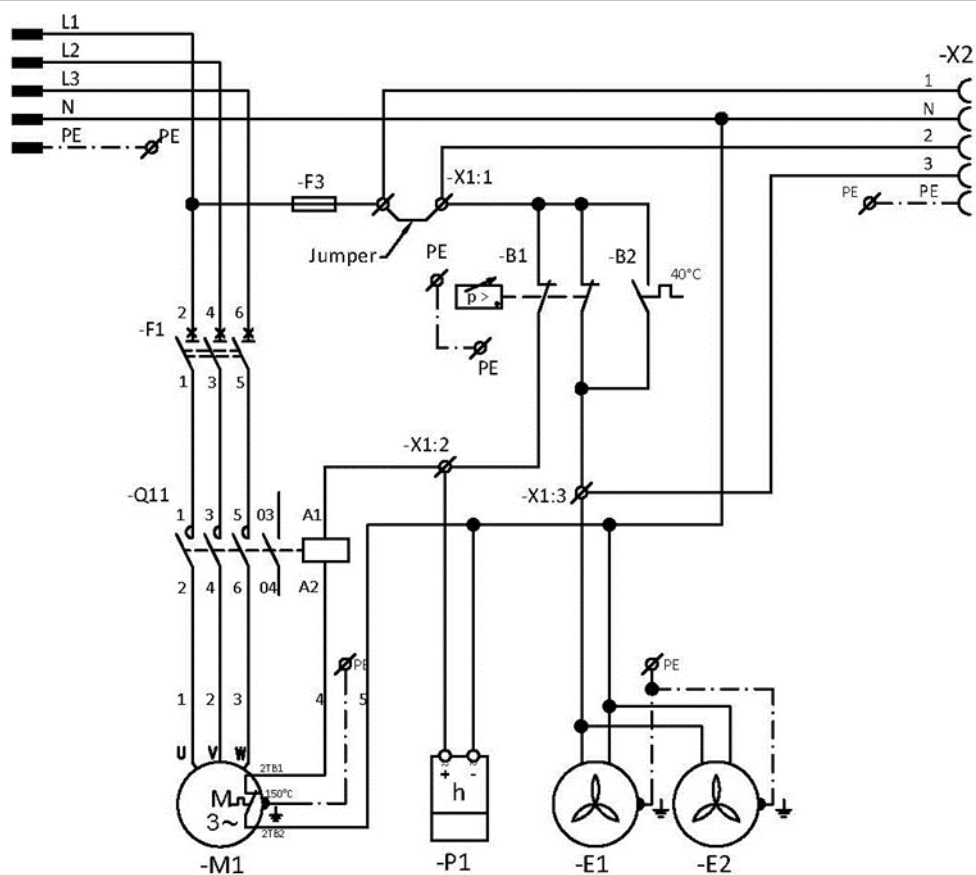 L1
-X2
L2
L3
1
N
N
PE
PE
2
3
-F3
-X1:1
PE
PE
Jumper
PE
-B1
-B2
40°C
p >
2
4
6
-F1
PE
1
3
5
-X1:2
-Q11
-X1:3
1
3
5
03
A1
2
4
6
04
A2
PE
PE
1
2
3
4
5
U
V
W
2TB1
+
-
M
150°C
h
3~
2TB2
-M1
-P1
-E1
-E2